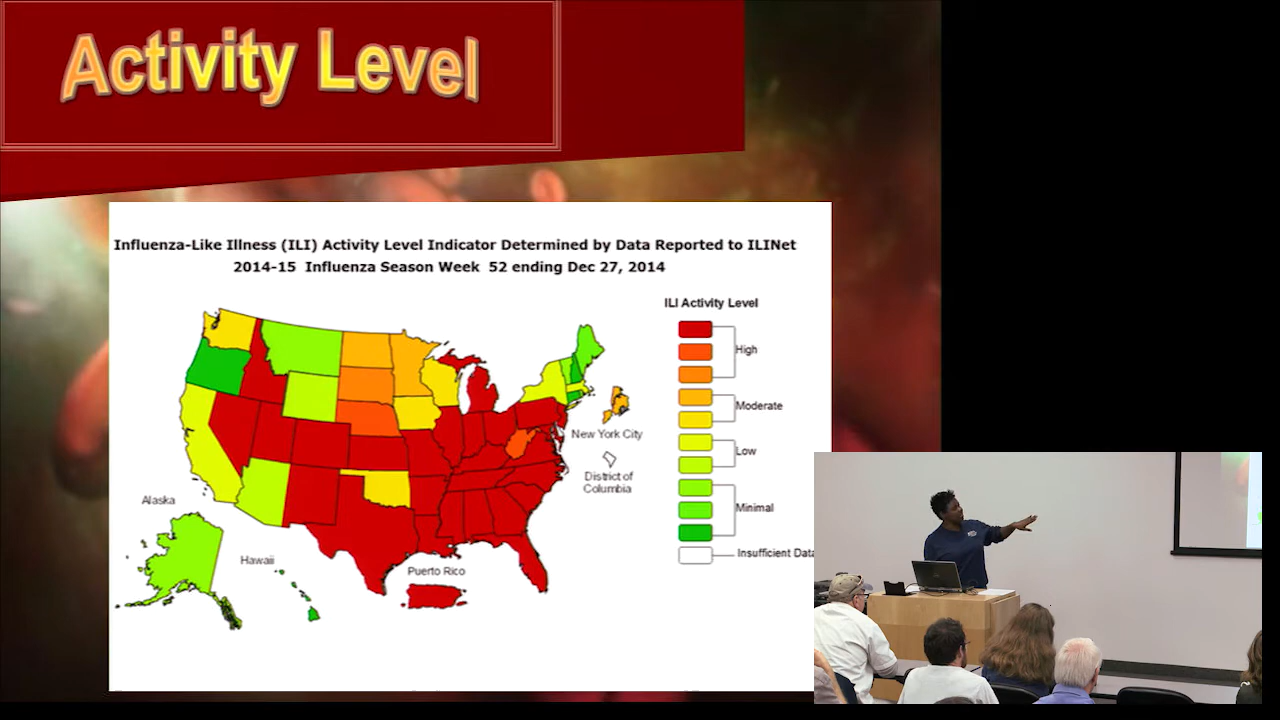 Activity Level
Influenza-Like Illness (ILI) Activity Level Indicator Determined by Data Reported to ILINet
2014-15 Influenza Season Week 52 ending Dec 27, 2014
ILI Activity Level
High
Moderate
Low
Minimal
Insufficient Data
New York City
District of
Columbia
Alaska
Hawaii
Puerto Rico